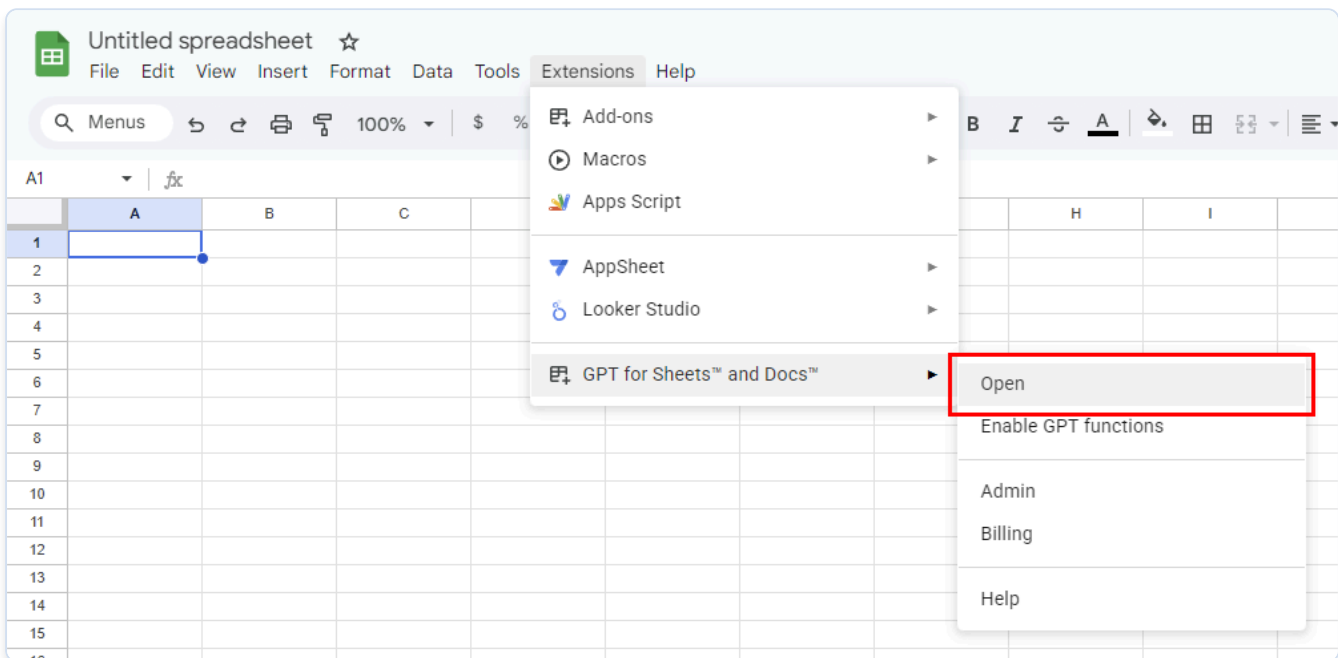 Untitled spreadsheet
File Edit View Insert Format Data Tools Extensions Help
Menus 100% $ % B I A
A1 fx
A B C H I
Add-ons
Macros
Apps Script
AppSheet
Looker Studio
GPT for Sheets™ and Docs™
Open
Enable GPT functions
Admin
Billing
Help
1
2
3
4
5
6
7
8
9
10
11
12
13
14
15